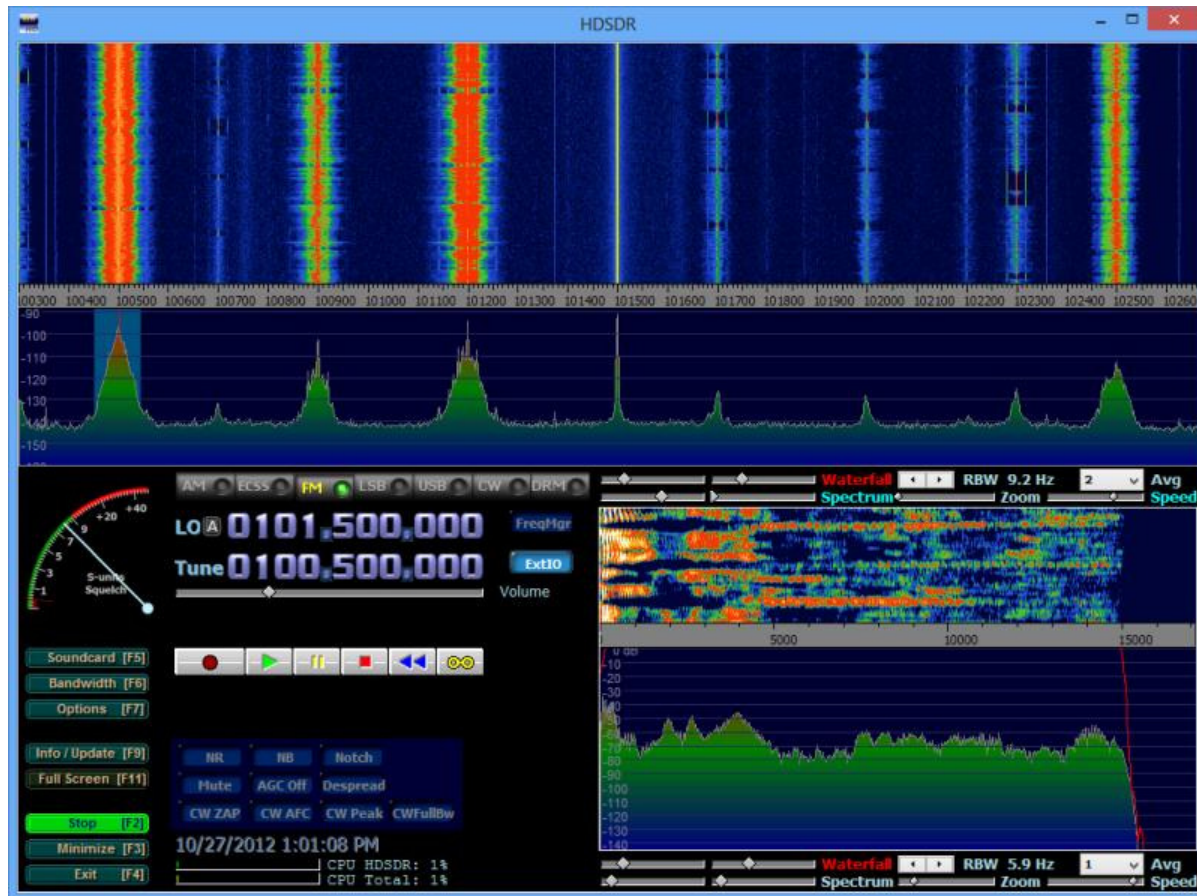 HDSDR
00300 100400 100500 100600 100700 100800 100900 101000 101100 101200 101300 101400 101500 101600 101700 101800 101900 102000 102100 102200 102300 102400 102500 10260
-90
-100
-110
-120
-130
-140
-150
AM ECSS FM LSB USB CW DRM
Waterfall RBW 9.2 Hz 2 Avg
Spectrum Zoom Speed
+20 +40
9
7
5
3
1
S-units
Squelch
LO A 0101.500.000 FreqMgr
Tune 0100.500.000 ExtIO
Volume
5000 10000 15000
0 dB
-10
-20
-30
-60
-70
-80
-90
-100
-110
-120
-130
-140
Soundcard [F5]
Bandwidth [F6]
Options [F7]
Info / Update [F9]
Full Screen [F11]
Stop [F2]
Minimize [F3]
Exit [F4]
NR NB Notch
Mute AGC Off Despread
CW ZAP CW AFC CW Peak CWFullBw
10/27/2012 1:01:08 PM
CPU HDSDR: 1%
CPU Total: 1%
Waterfall RBW 5.9 Hz 1 Avg
Spectrum Zoom Speed